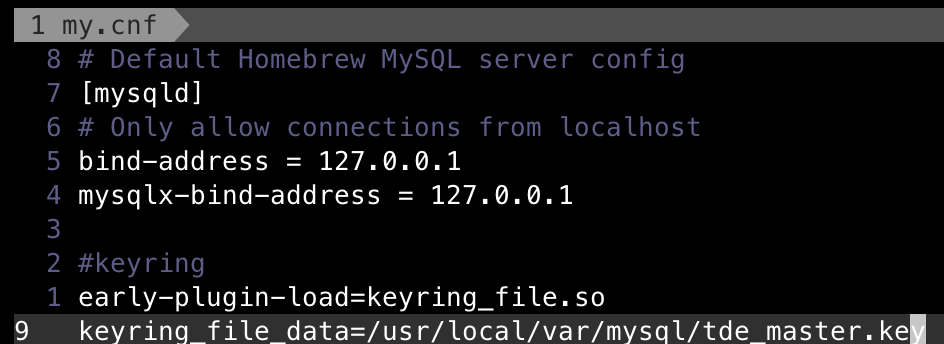 1 my.cnf
8 # Default Homebrew MySQL server config
7 [mysqld]
6 # Only allow connections from localhost
5 bind-address = 127.0.0.1
4 mysqlx-bind-address = 127.0.0.1
3
2 #keyring
1 early-plugin-load=keyring_file.so
9 keyring_file_data=/usr/local/var/mysql/tde_master.key